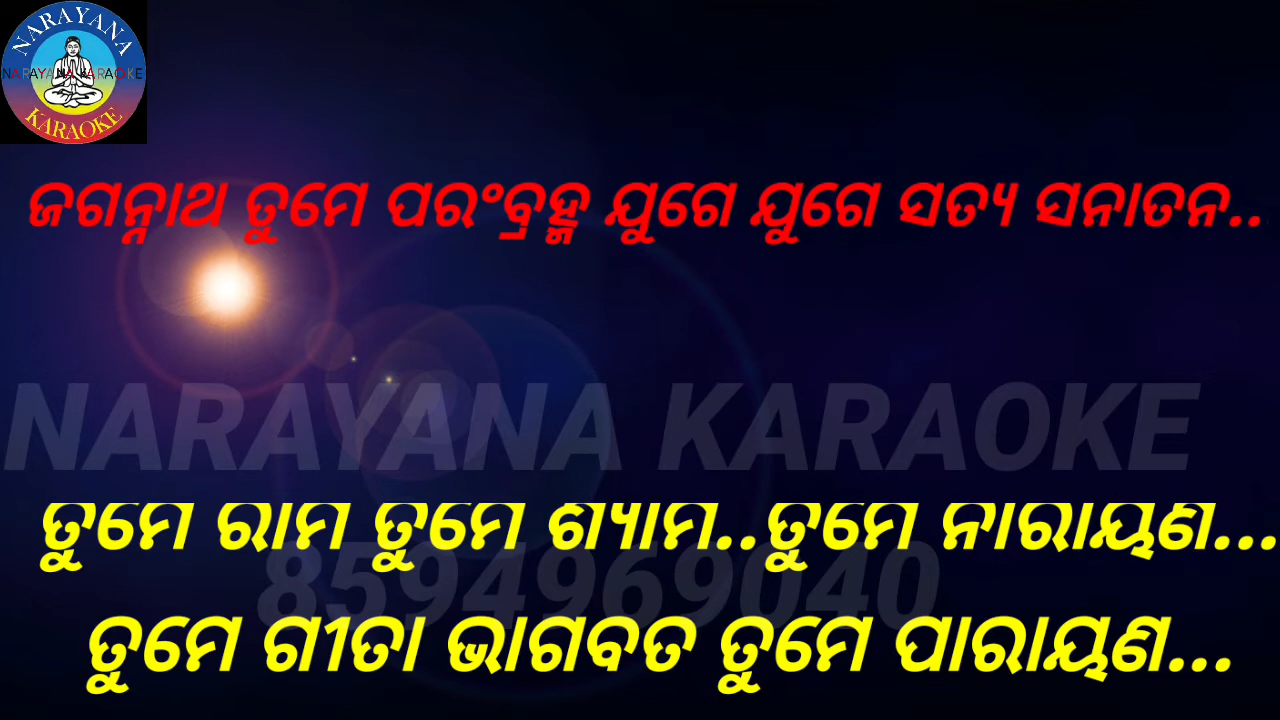 NARAYANA
NARAYANA KARAOKE
KARAOKE
ଜଗନ୍ନାଥ ତୁମେ ପରଂବ୍ରହ୍ମ ଯୁଗେ ଯୁଗେ ସତ୍ୟ ସନାତନ..
NARAYANA KARAOKE
ତୁମେ ରାମ ତୁମେ ଶ୍ୟାମ..ତୁମେ ନାରାୟଣ...
8594969040
ତୁମେ ଗୀତା ଭାଗବତ ତୁମେ ପାରାୟଣ...